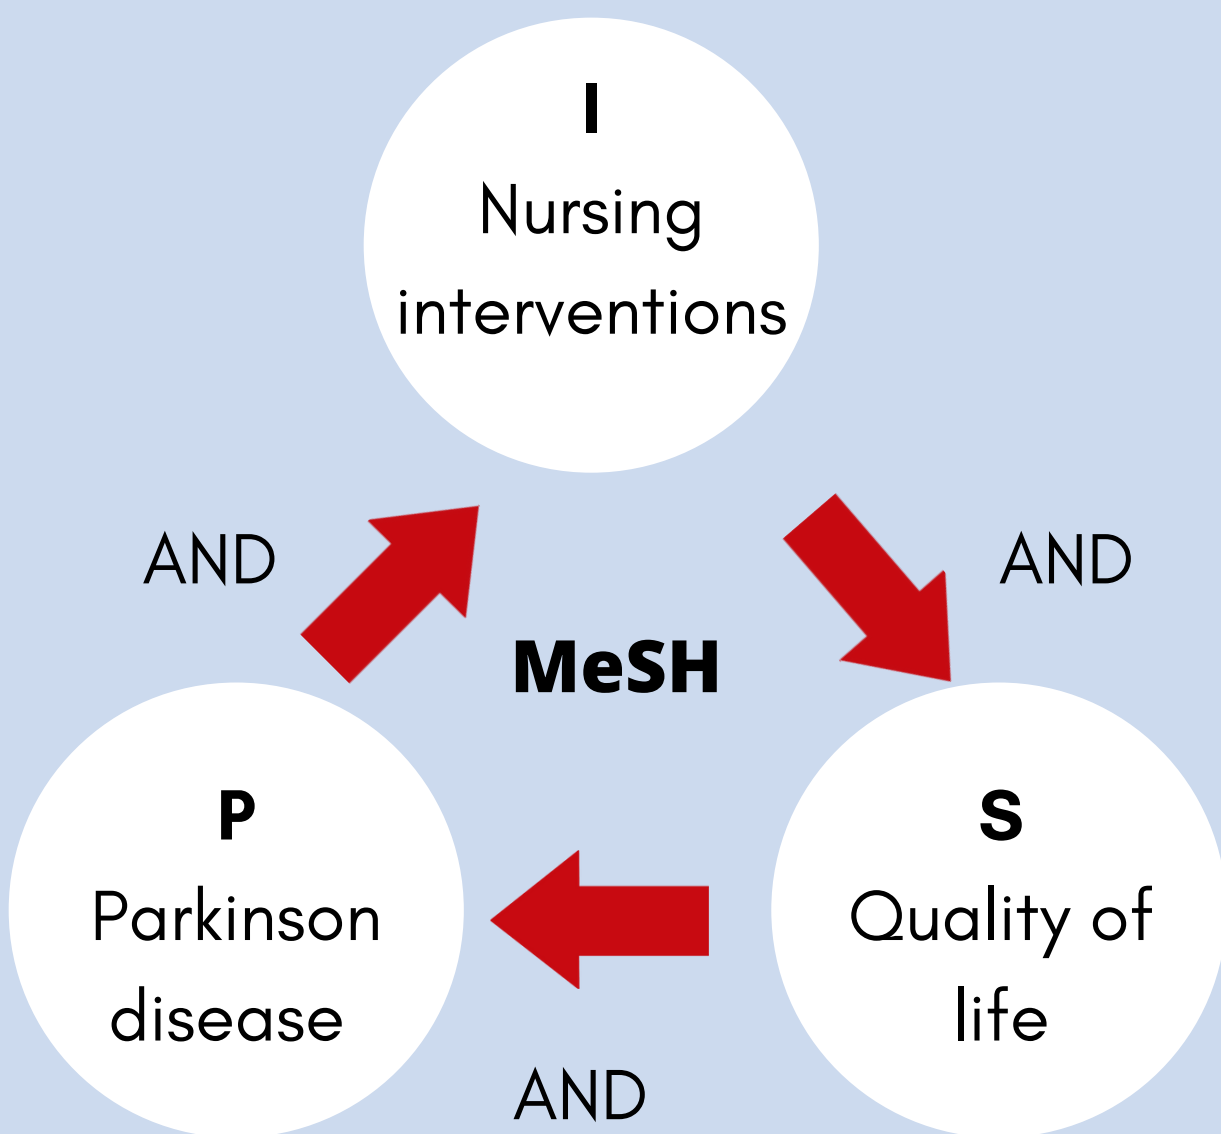 I
Nursing
interventions
AND
AND
MeSH
P
Parkinson
disease
S
Quality of
life
AND